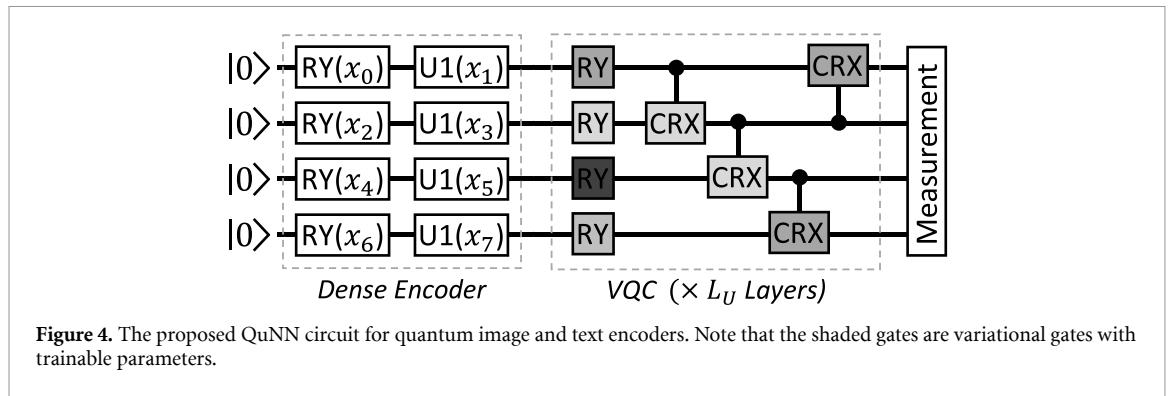 |0⟩ RY(x₀) U1(x₁) RY CRX
|0⟩ RY(x₂) U1(x₃) RY CRX
|0⟩ RY(x₄) U1(x₅) RY CRX
|0⟩ RY(x₆) U1(x₇) RY CRX
Measurement
Dense Encoder
VQC (× L_U Layers)
Figure 4. The proposed QuNN circuit for quantum image and text encoders. Note that the shaded gates are variational gates with
trainable parameters.